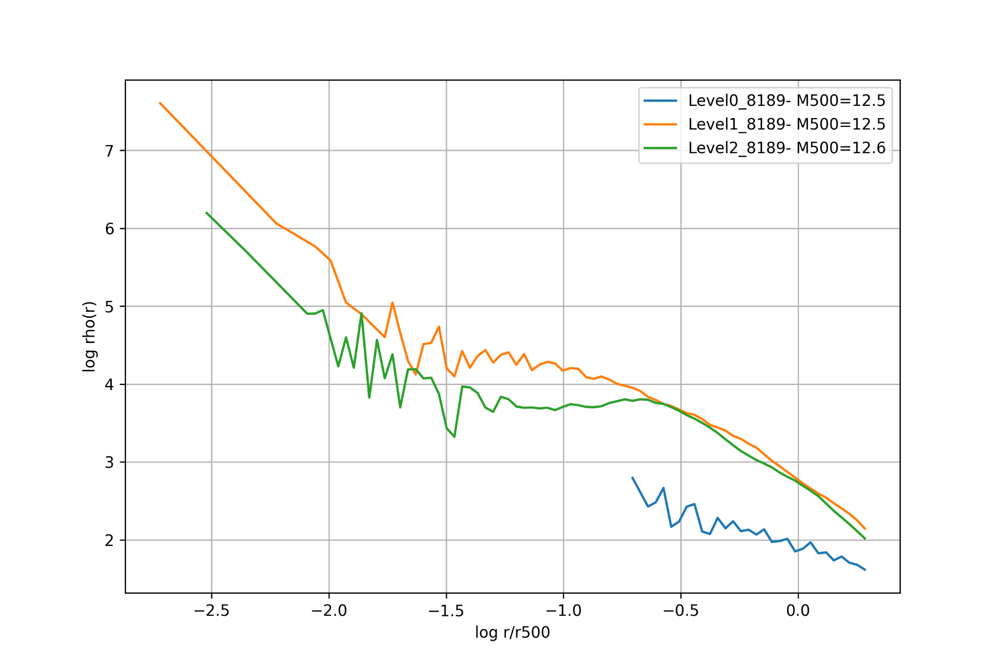 Level0_8189- M500=12.5
Level1_8189- M500=12.5
Level2_8189- M500=12.6
7
6
5
4
3
2
log rho(r)
−2.5 −2.0 −1.5 −1.0 −0.5 0.0
log r/r500